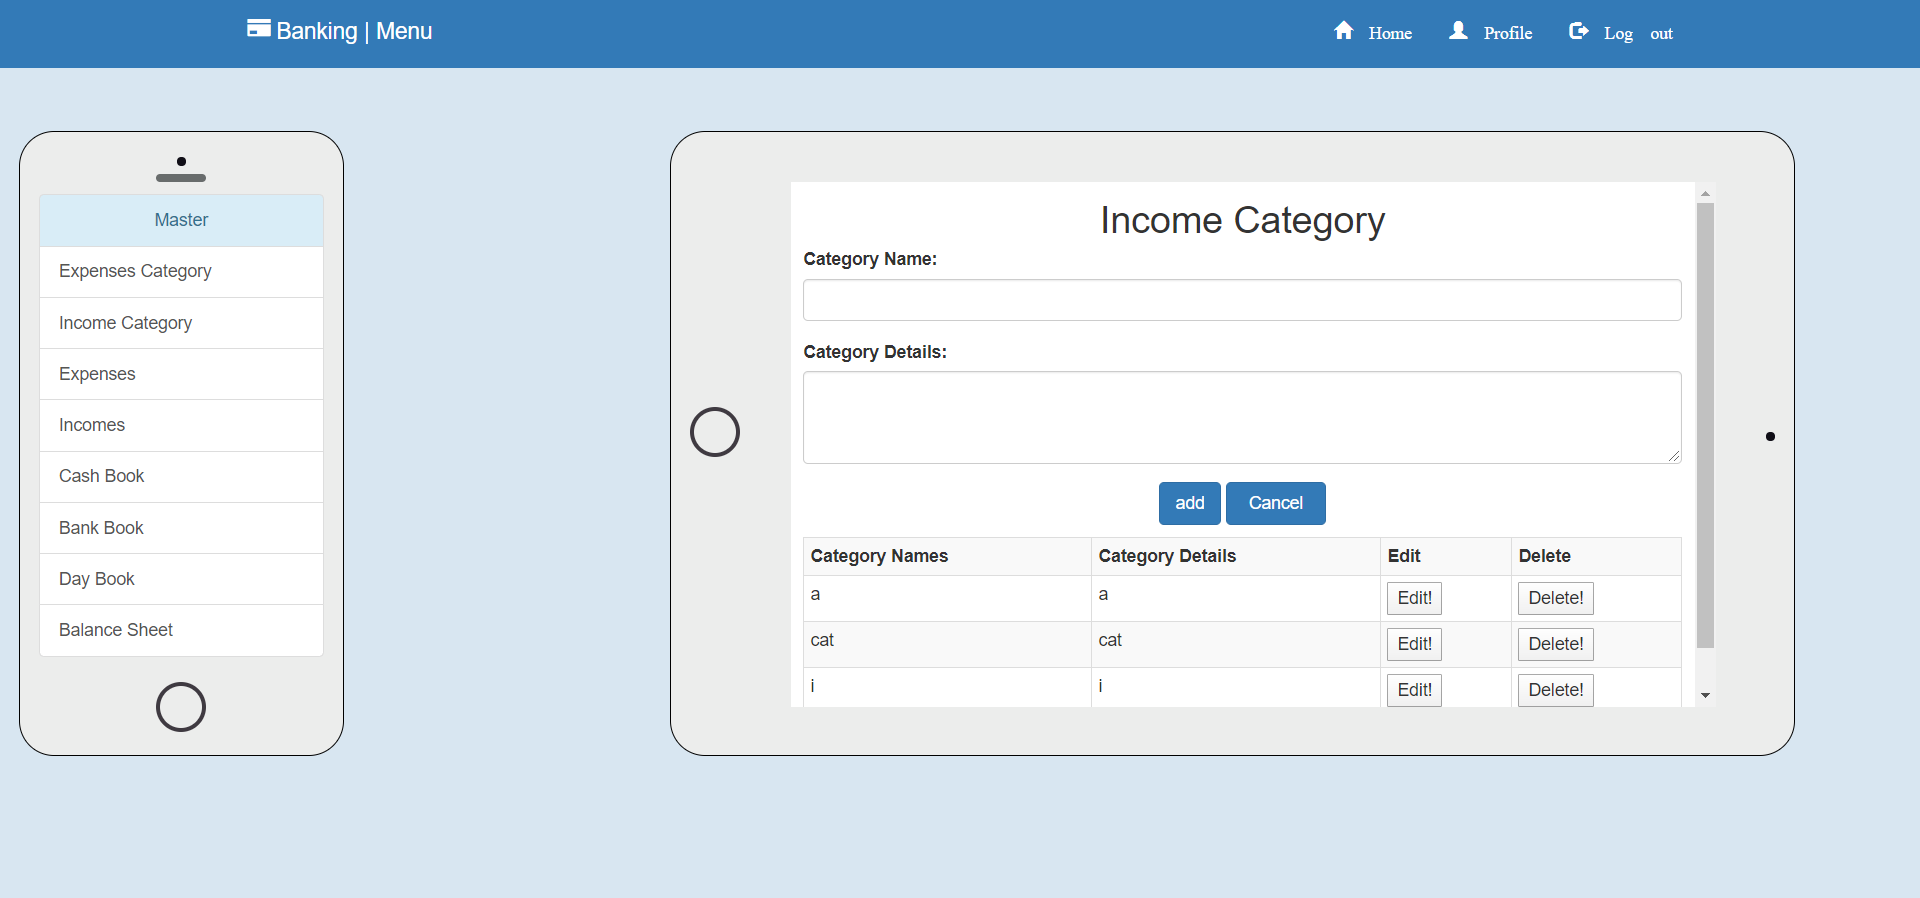 Banking | Menu
Home Profile Log out
Master
Expenses Category
Income Category
Expenses
Incomes
Cash Book
Bank Book
Day Book
Balance Sheet
Income Category
Category Name:
Category Details:
add Cancel
Category Names Category Details Edit Delete
a a Edit! Delete!
cat cat Edit! Delete!
i i Edit! Delete!